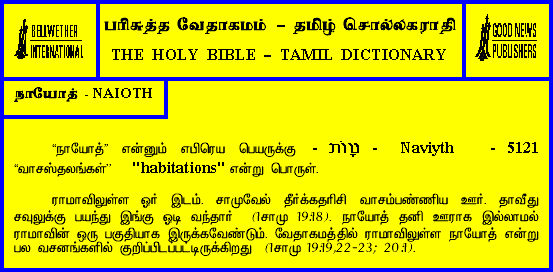 BELLWETHER
INTERNATIONAL
பரிசுத்த வேதாகமம் – தமிழ் சொல்லகராதி
THE HOLY BIBLE – TAMIL DICTIONARY
GOOD NEWS
PUBLISHERS
நாயோத் - NAIOTH
“நாயோத்” என்னும் எபிரெய பெயருக்கு - - Naviyth - 5121
“வாசஸ்தலங்கள்” "habitations" என்று பொருள்.
ராமாவிலுள்ள ஓர் இடம். சாமுவேல் தீர்க்கதரிசி வாசம்பண்ணிய ஊர். தாவீது
சவுலுக்கு பயந்து இங்கு ஓடி வந்தார் (1சாமு 19:18). நாயோத் தனி ஊராக இல்லாமல்
ராமாவின் ஒரு பகுதியாக இருக்கவேண்டும். வேதாகமத்தில் ராமாவிலுள்ள நாயோத் என்று
பல வசனங்களில் குறிப்பிடப்பட்டிருக்கிறது (1சாமு 19:19,22-23; 20:1).